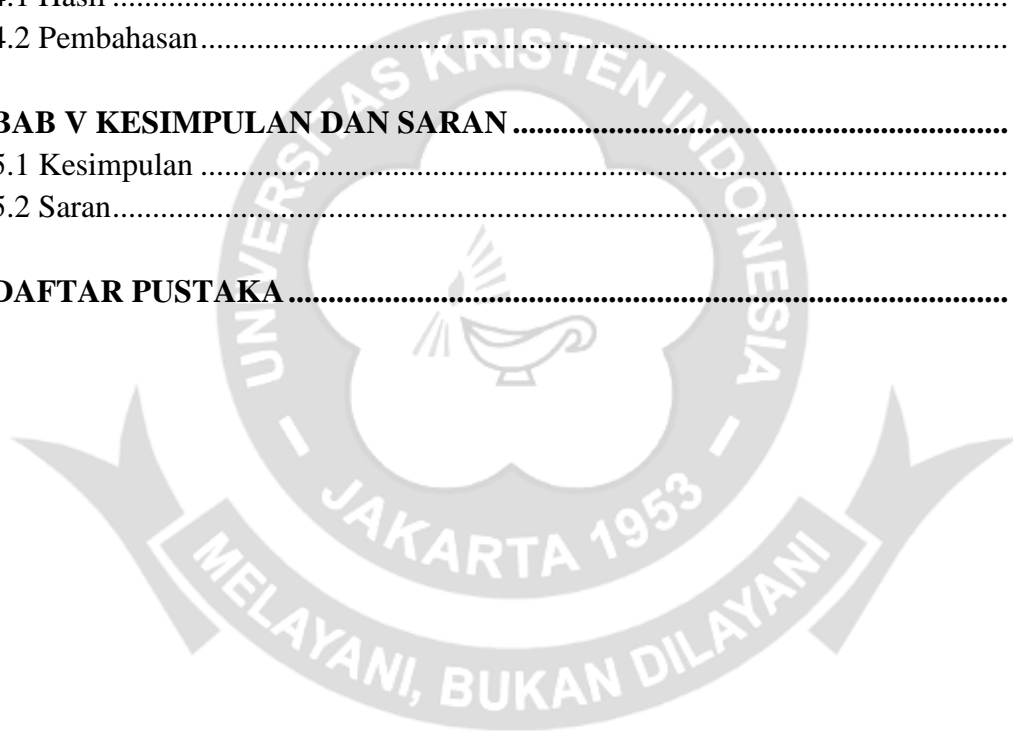 4.1 Hasil ....................................................................................................
4.2 Pembahasan....................................................................................................
BAB V KESIMPULAN DAN SARAN ..............................................................
5.1 Kesimpulan ....................................................................................................
5.2 Saran....................................................................................................
DAFTAR PUSTAKA ..........................................................................................
UNIVERSITAS KRISTEN INDONESIA
JAKARTA 1953
MELAYANI, BUKAN DILAYANI